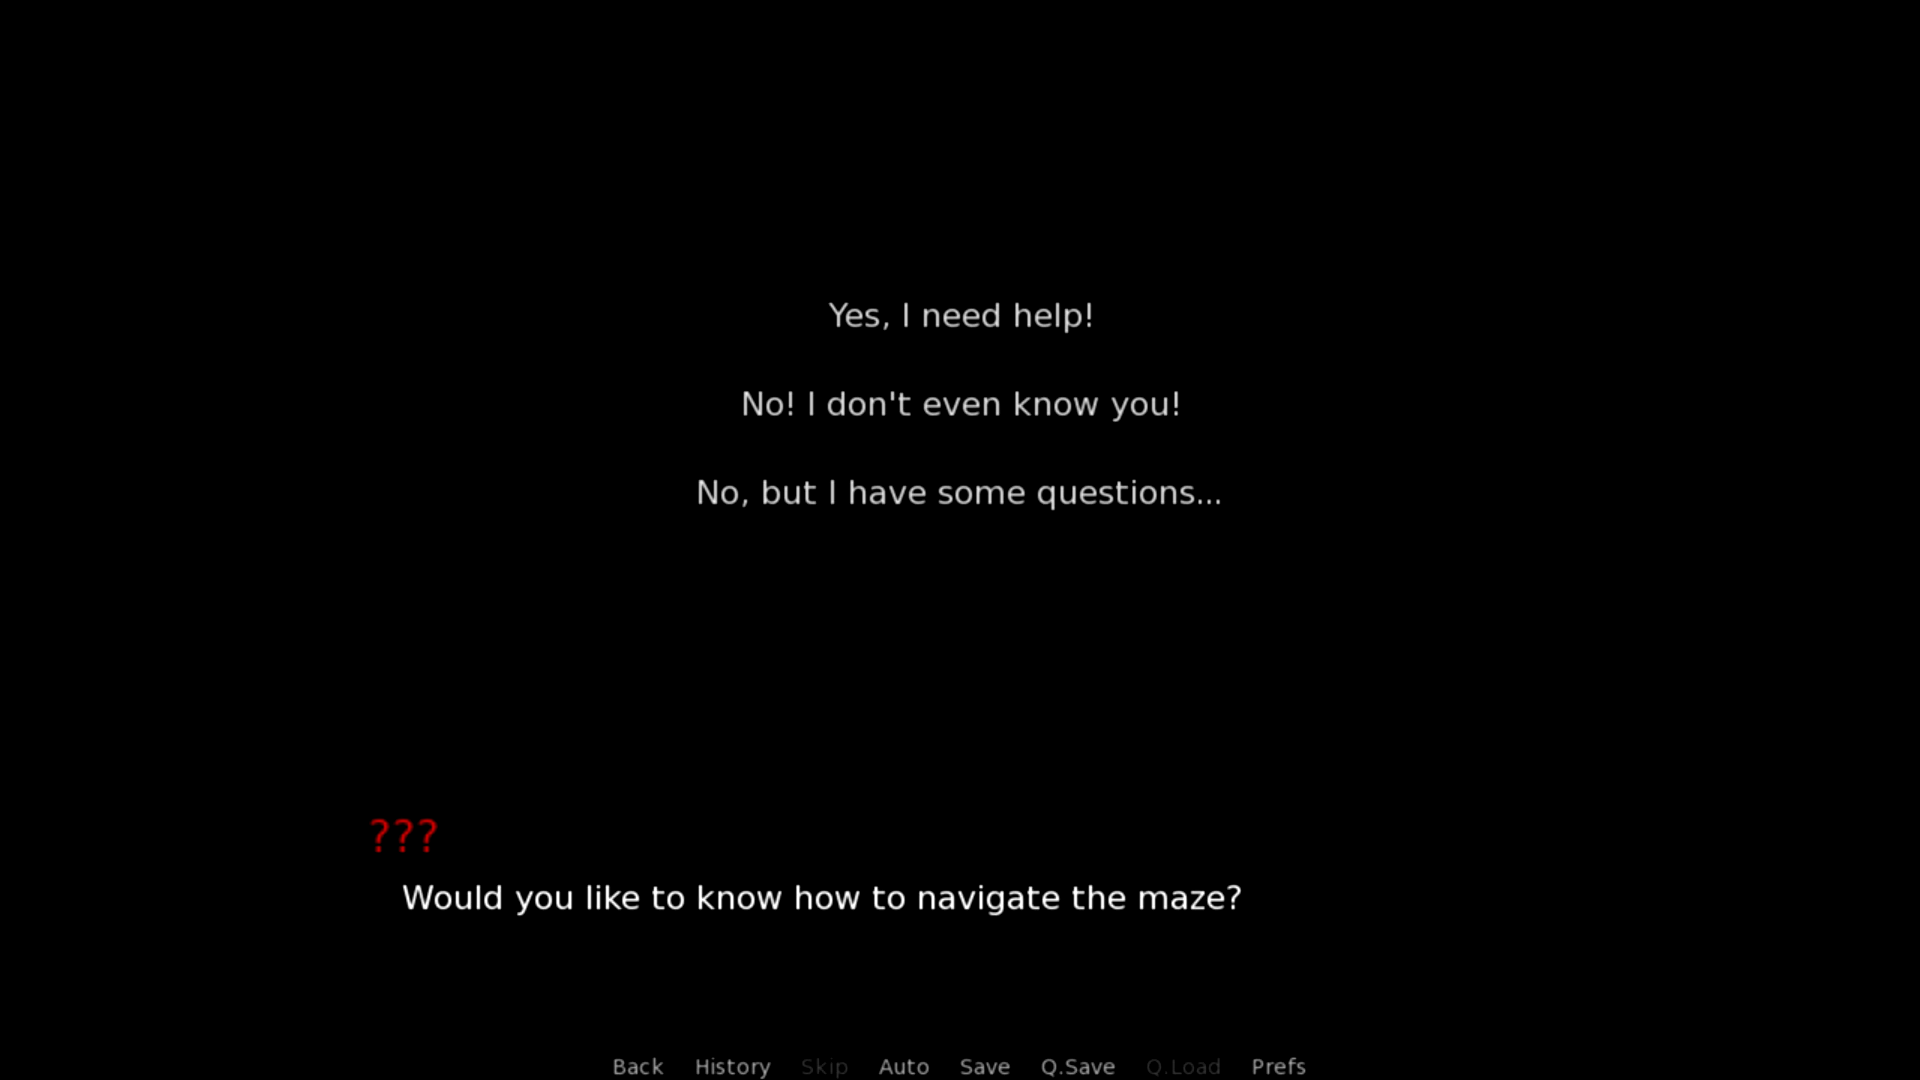 Yes, I need help!
No! I don't even know you!
No, but I have some questions...
???
Would you like to know how to navigate the maze?
Back History Skip Auto Save Q.Save Q.Load Prefs